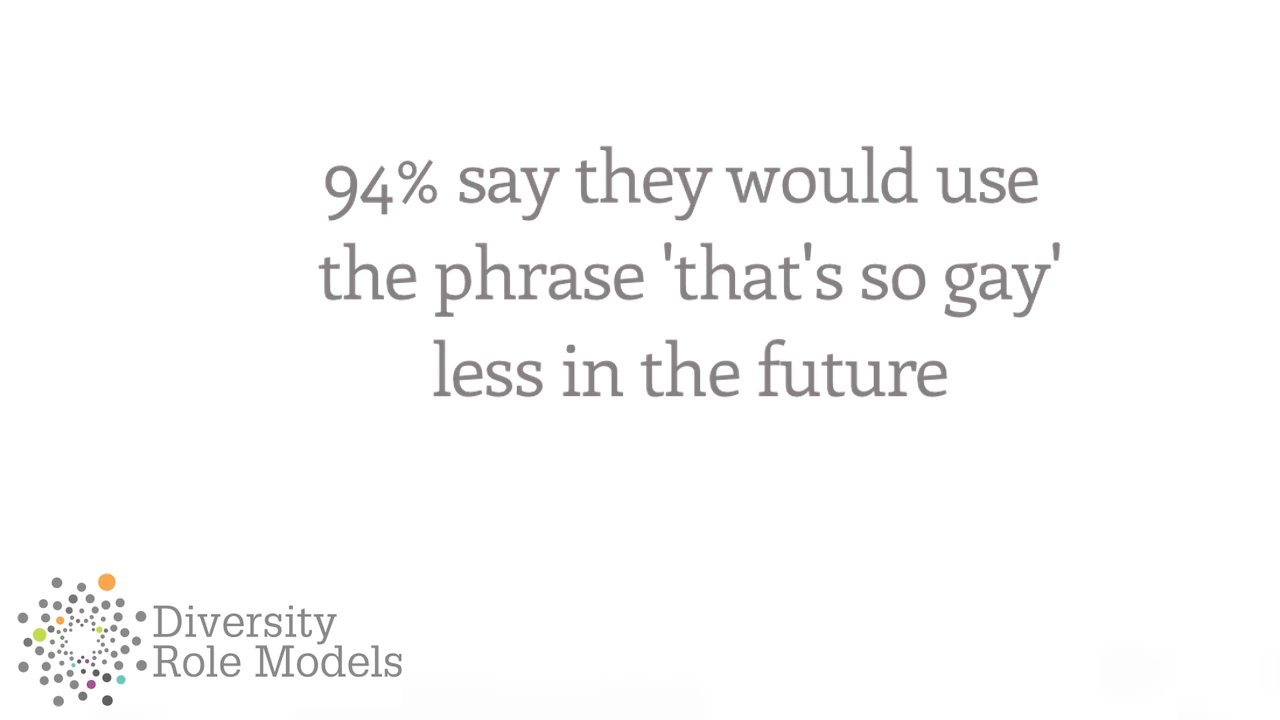 94% say they would use
the phrase 'that's so gay'
less in the future
Diversity
Role Models